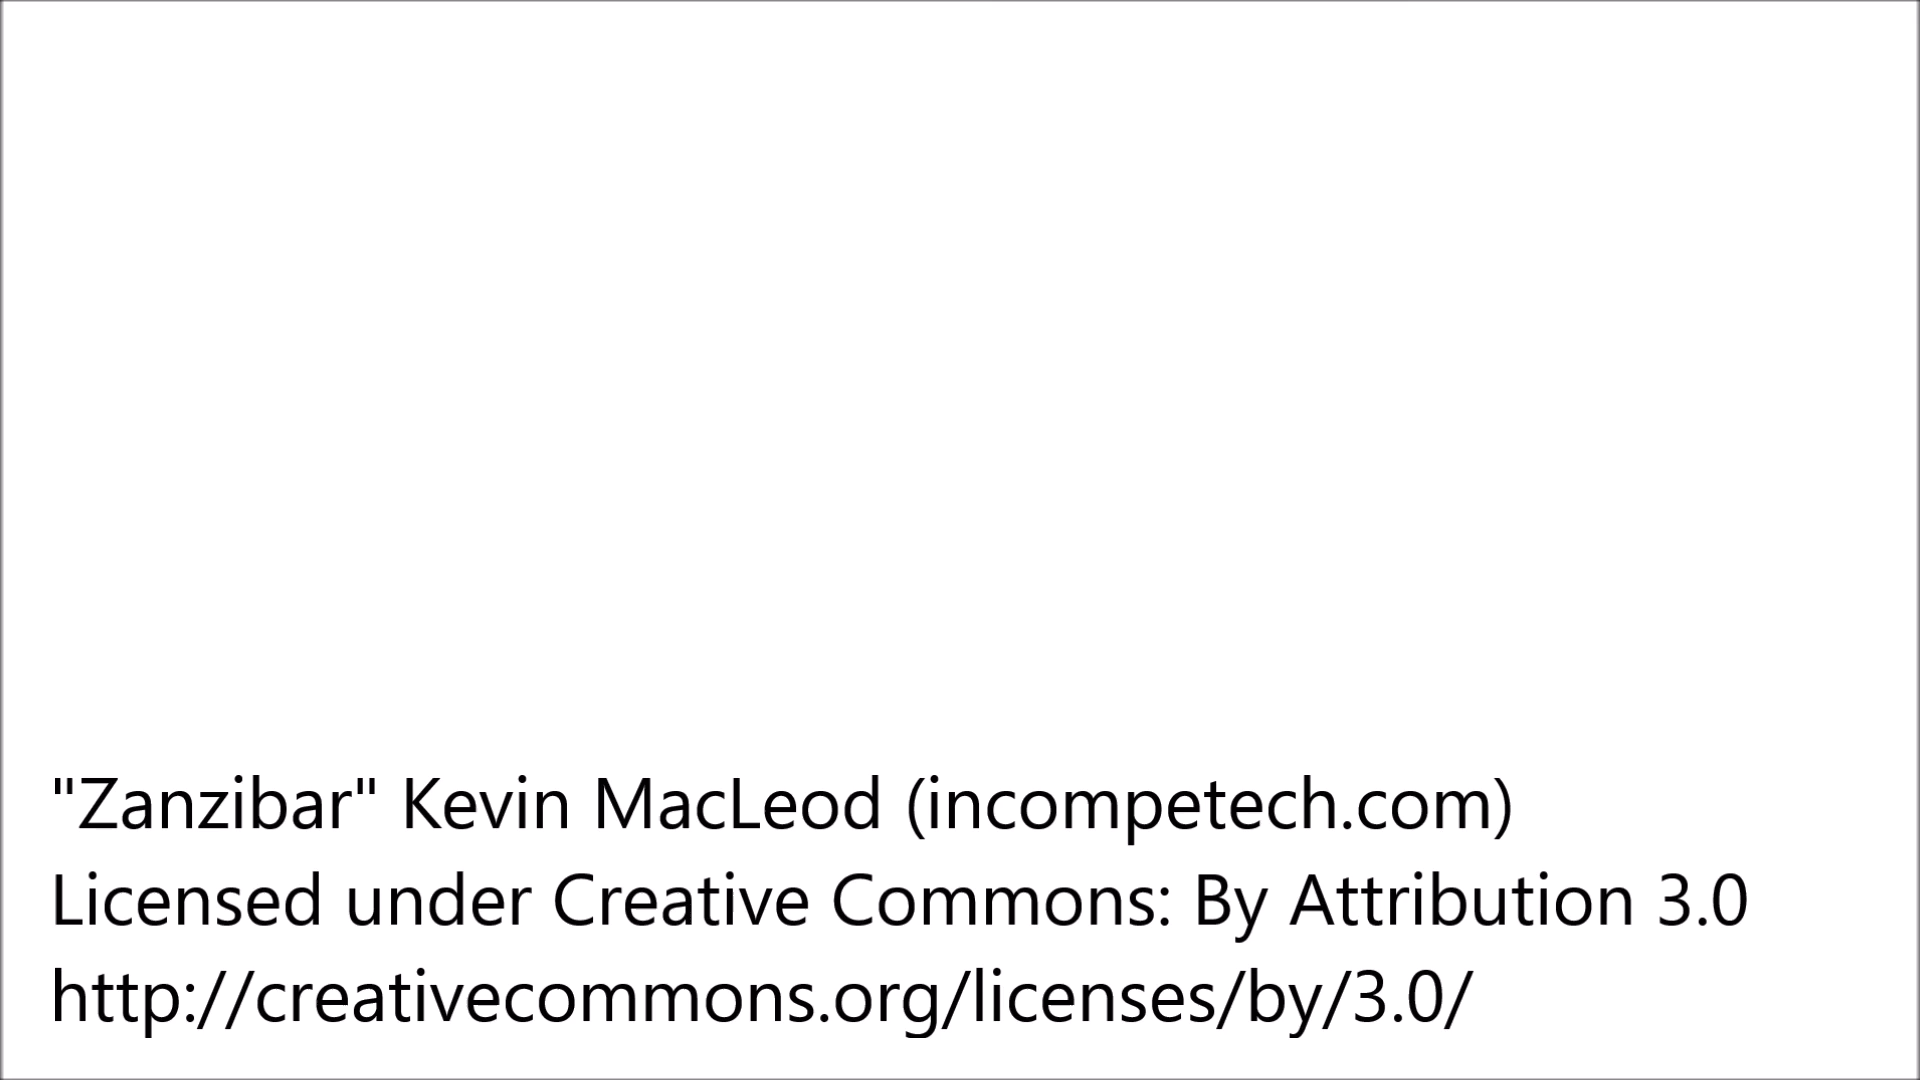 "Zanzibar" Kevin MacLeod (incompetech.com)
Licensed under Creative Commons: By Attribution 3.0
http://creativecommons.org/licenses/by/3.0/